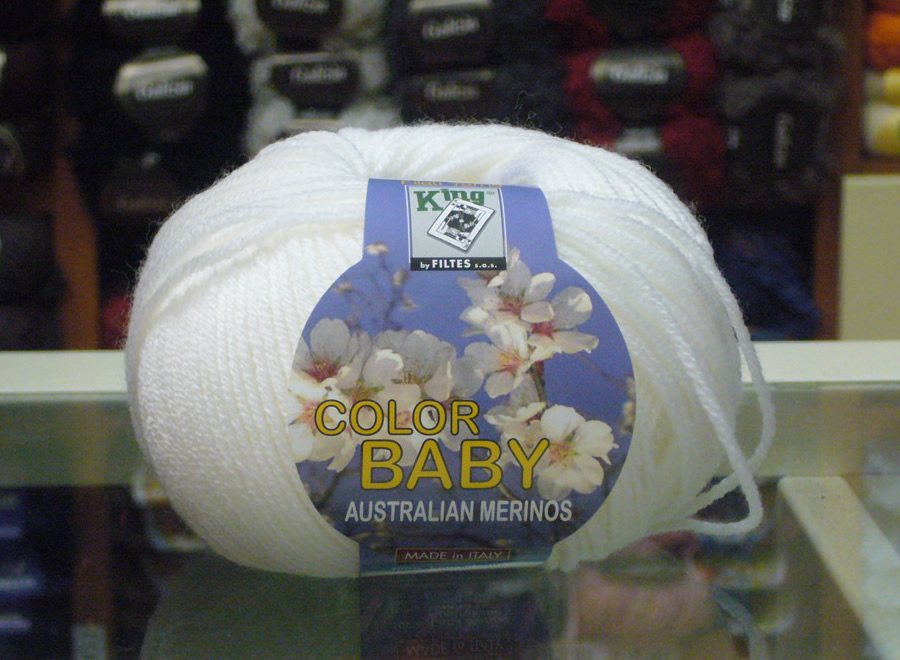 King
by FILTES s.a.s.
COLOR
BABY
AUSTRALIAN MERINOS
MADE in ITALY